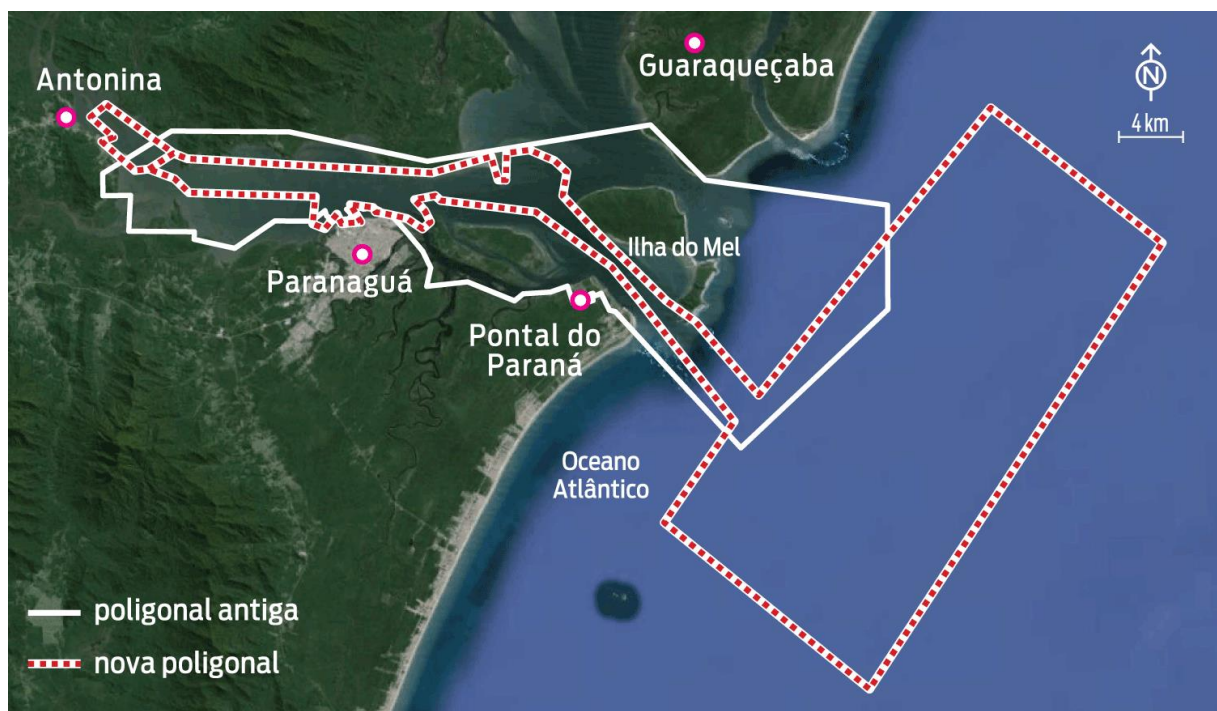 Guaraqueçaba
Antonina
N
4 km
Ilha do Mel
Paranaguá
Pontal do
Paraná
Oceano
Atlântico
poligonal antiga
nova poligonal